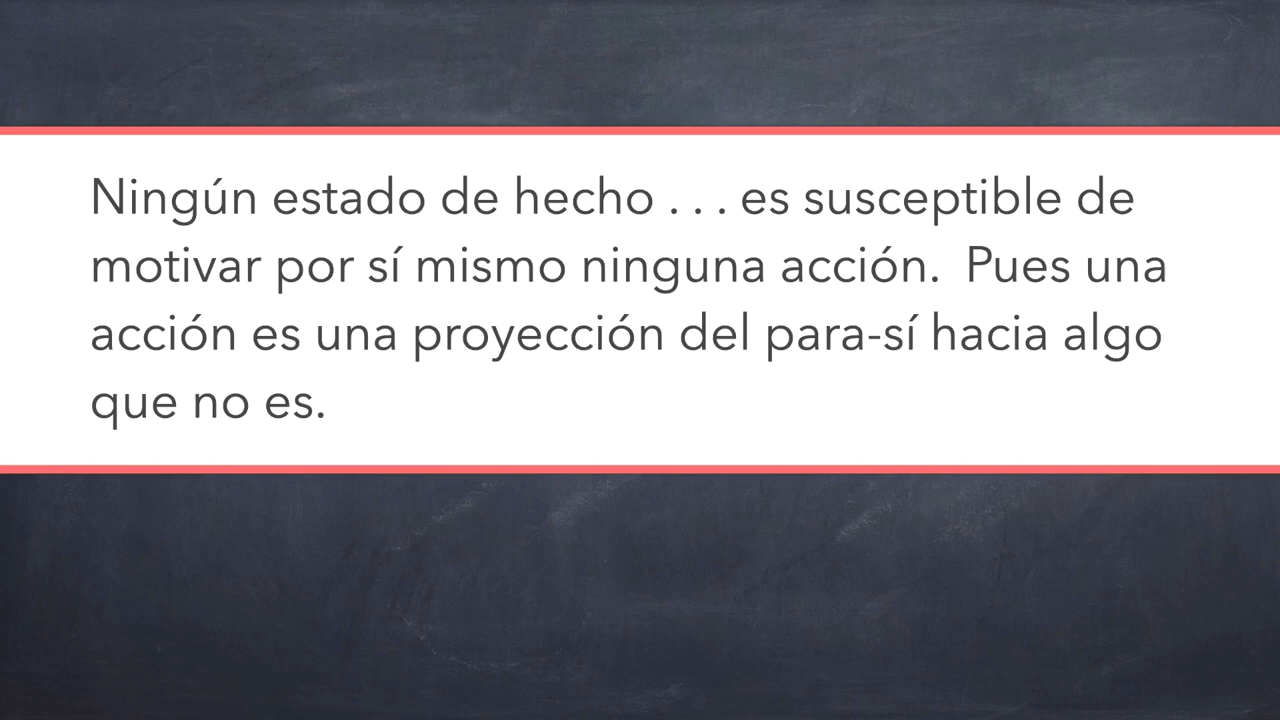 Ningún estado de hecho . . . es susceptible de
motivar por sí mismo ninguna acción.  Pues una
acción es una proyección del para-sí hacia algo
que no es.